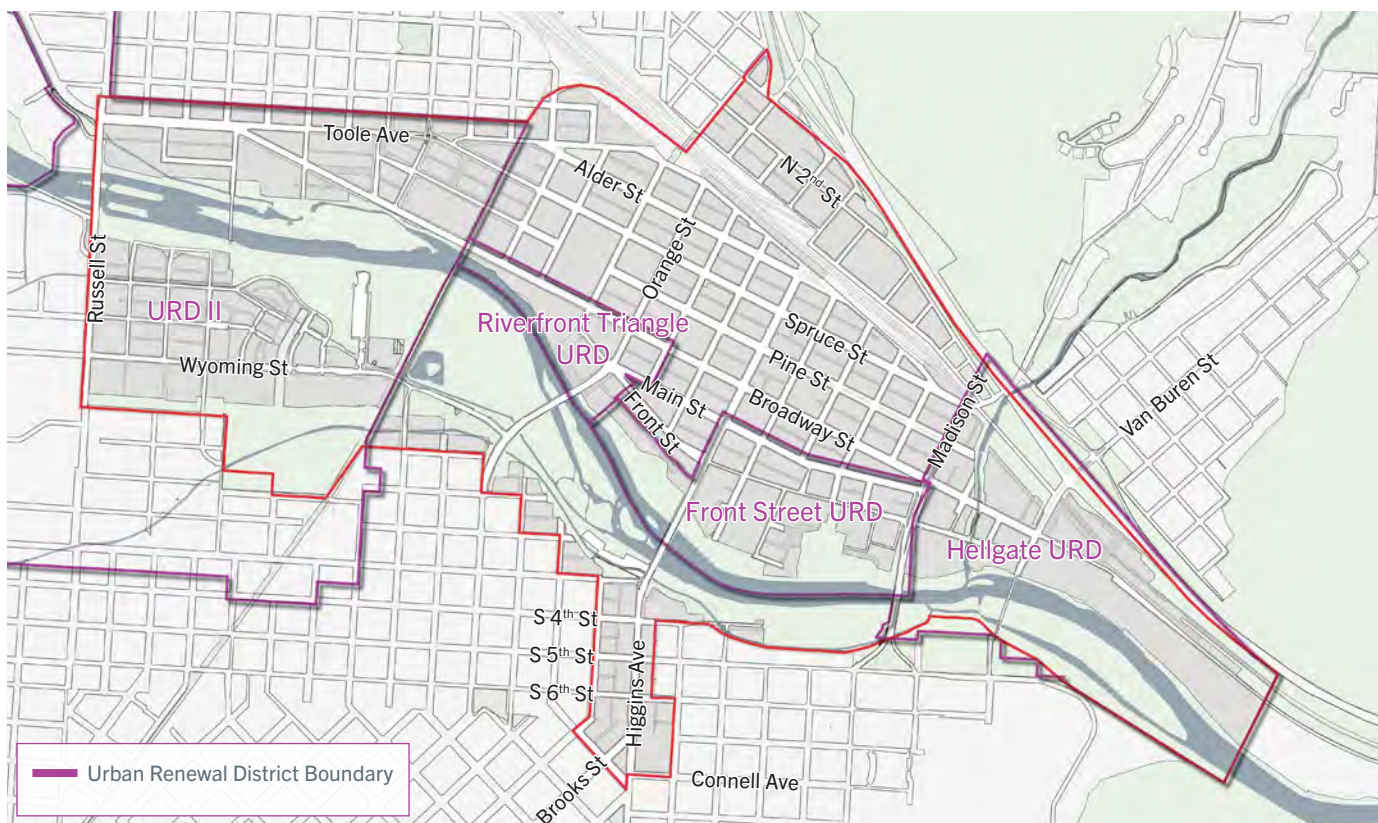 Toole Ave
Alder St
N 2nd St
Orange St
Russell St
URD II
Riverfront Triangle
URD
Spruce St
Wyoming St
Pine St
Van Buren St
Main St
Front St
Broadway St
Madison St
Front Street URD
Hellgate URD
S 4th St
S 5th St
S 6th St
Higgins Ave
Brooks St
Connell Ave
Urban Renewal District Boundary